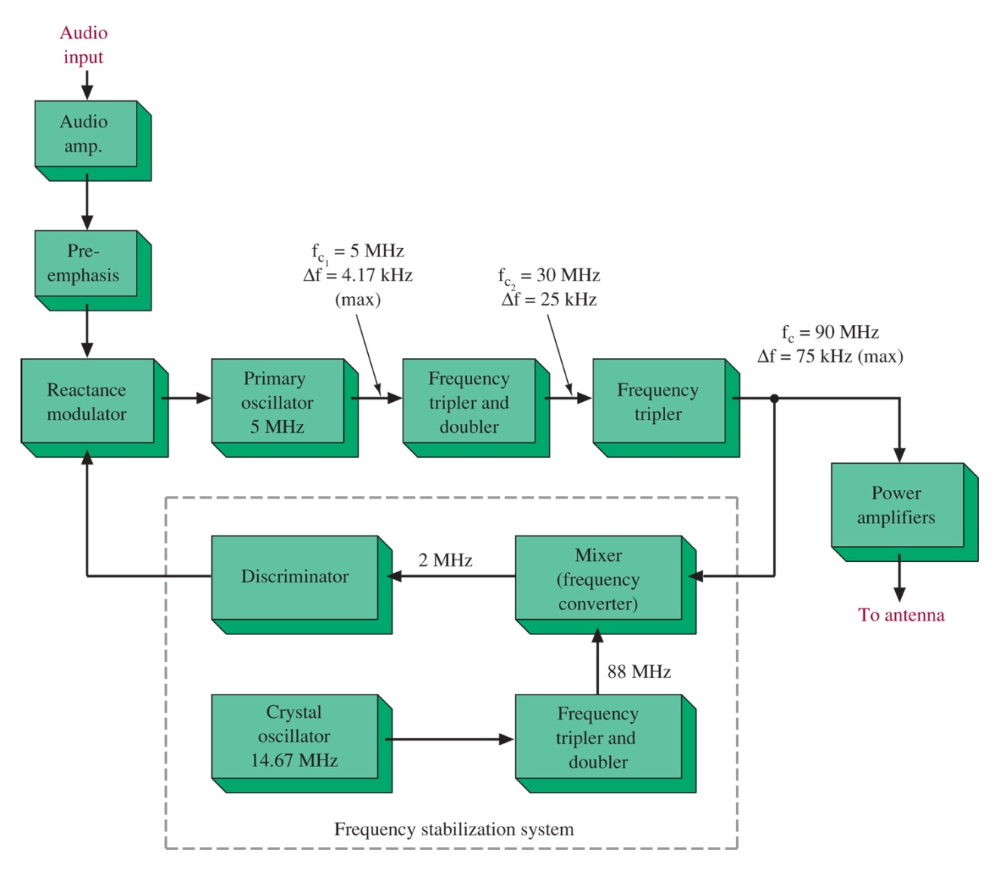 Audio
input
Audio
amp.
Pre-
emphasis
f_c₁ = 5 MHz
Δf = 4.17 kHz
(max)
f_c₂ = 30 MHz
Δf = 25 kHz
f_c = 90 MHz
Δf = 75 kHz (max)
Reactance
modulator
Primary
oscillator
5 MHz
Frequency
tripler and
doubler
Frequency
tripler
Power
amplifiers
To antenna
Discriminator
2 MHz
Mixer
(frequency
converter)
88 MHz
Crystal
oscillator
14.67 MHz
Frequency
tripler and
doubler
Frequency stabilization system